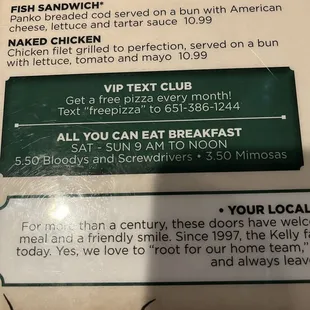 FISH SANDWICH*
Panko breaded cod served on a bun with American
cheese, lettuce and tartar sauce 10.99
NAKED CHICKEN
Chicken filet grilled to perfection, served on a bun
with lettuce, tomato and mayo 10.99
VIP TEXT CLUB
Get a free pizza every month!
Text “freepizza” to 651-386-1244
ALL YOU CAN EAT BREAKFAST
SAT - SUN 9 AM TO NOON
5.50 Bloodys and Screwdrivers • 3.50 Mimosas
• YOUR LOCAL
For more than a century, these doors have
meal and a friendly smile. Since 1997, the Kelly
today. Yes, we love to “root for our home team,”
and always